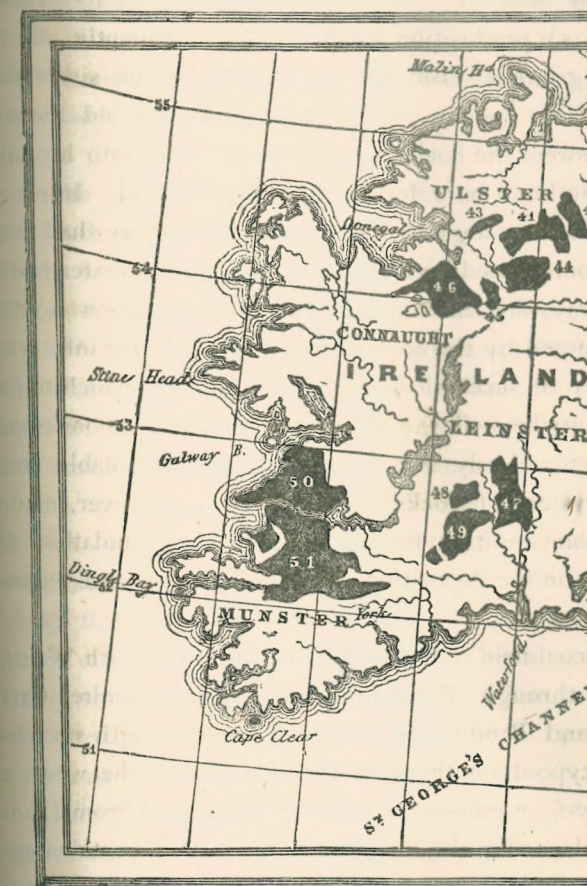 Malin Hd
55
ULSTER
43
41
Donegal
44
54
46
45
CONNAUGHT
IRELAND
Sline Head
53
LEINSTER
Galway B.
50
48
47
49
51
Dingle Bay
52
MUNSTER
York
Waterford
Cape Clear
51
ST GEORGE'S CHANNE